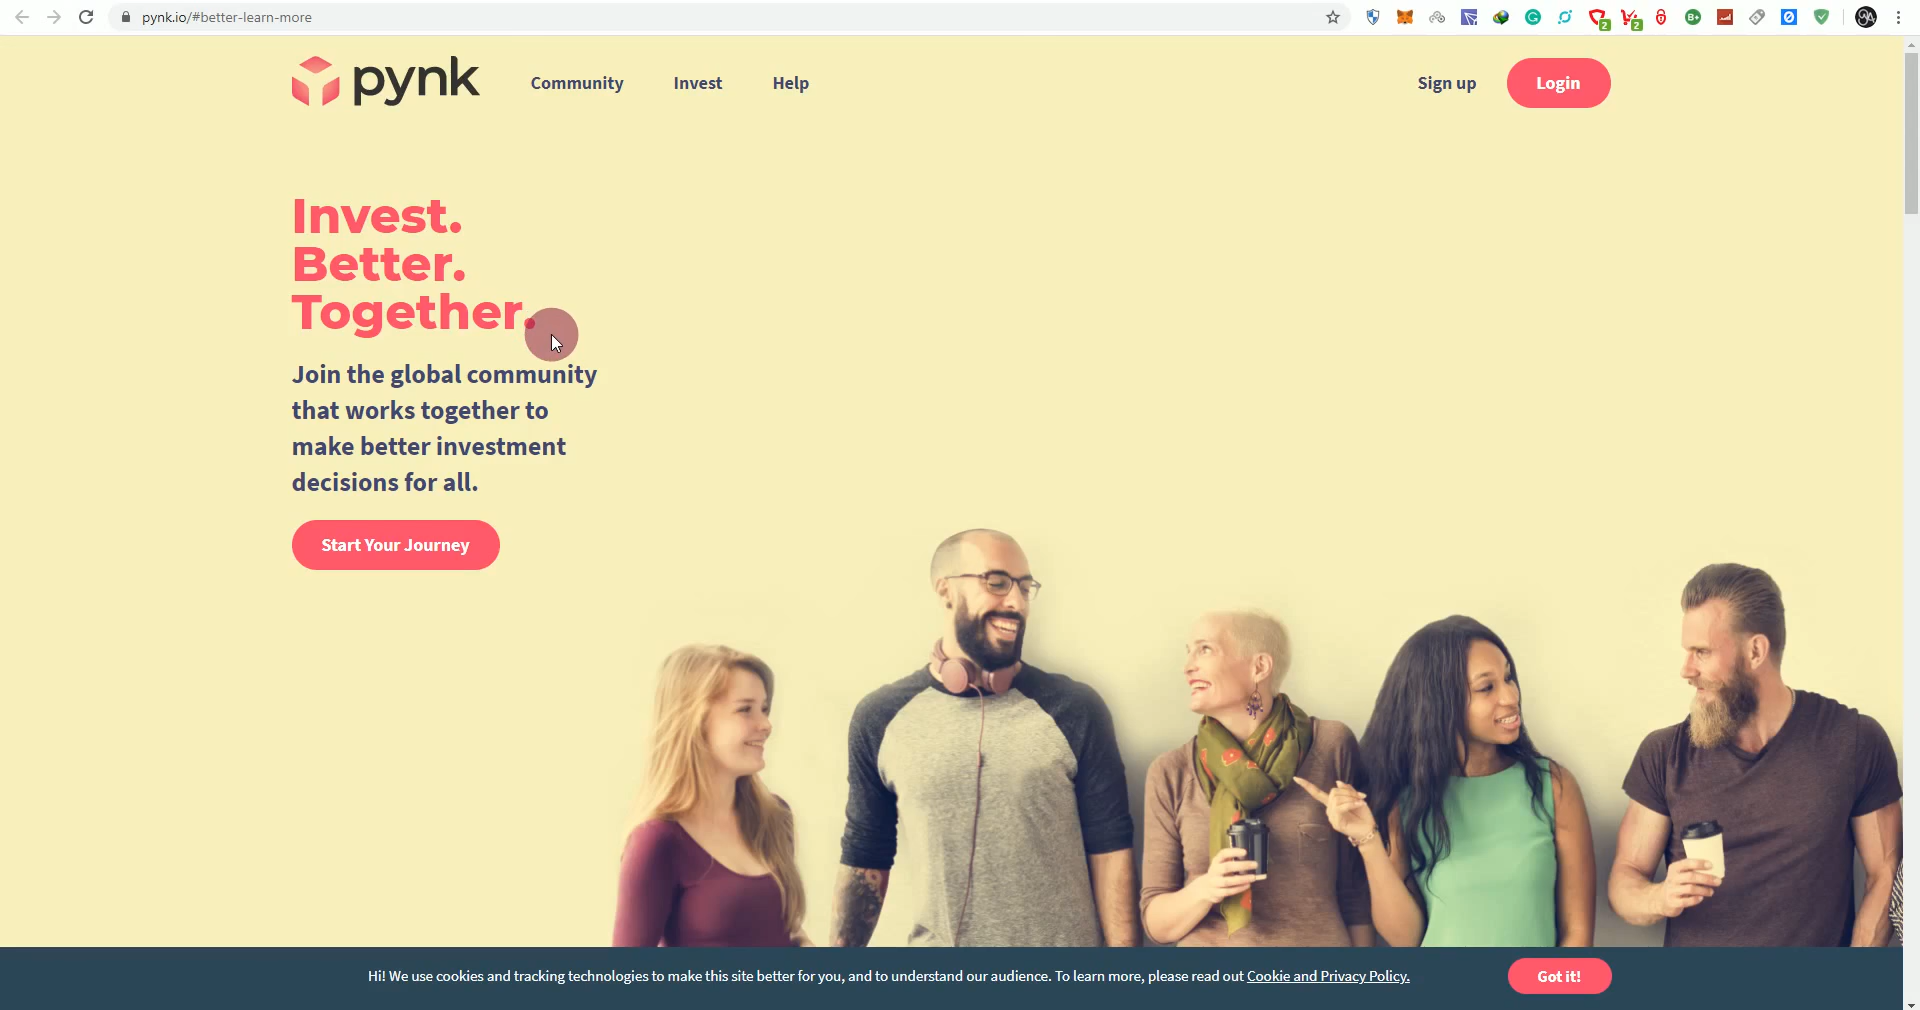 pynk.io/#better-learn-more
2
2
B+
pynk
Community
Invest
Help
Sign up
Login
Invest.
Better.
Together.
Join the global community
that works together to
make better investment
decisions for all.
Start Your Journey
Hi! We use cookies and tracking technologies to make this site better for you, and to understand our audience. To learn more, please read out Cookie and Privacy Policy.
Got it!